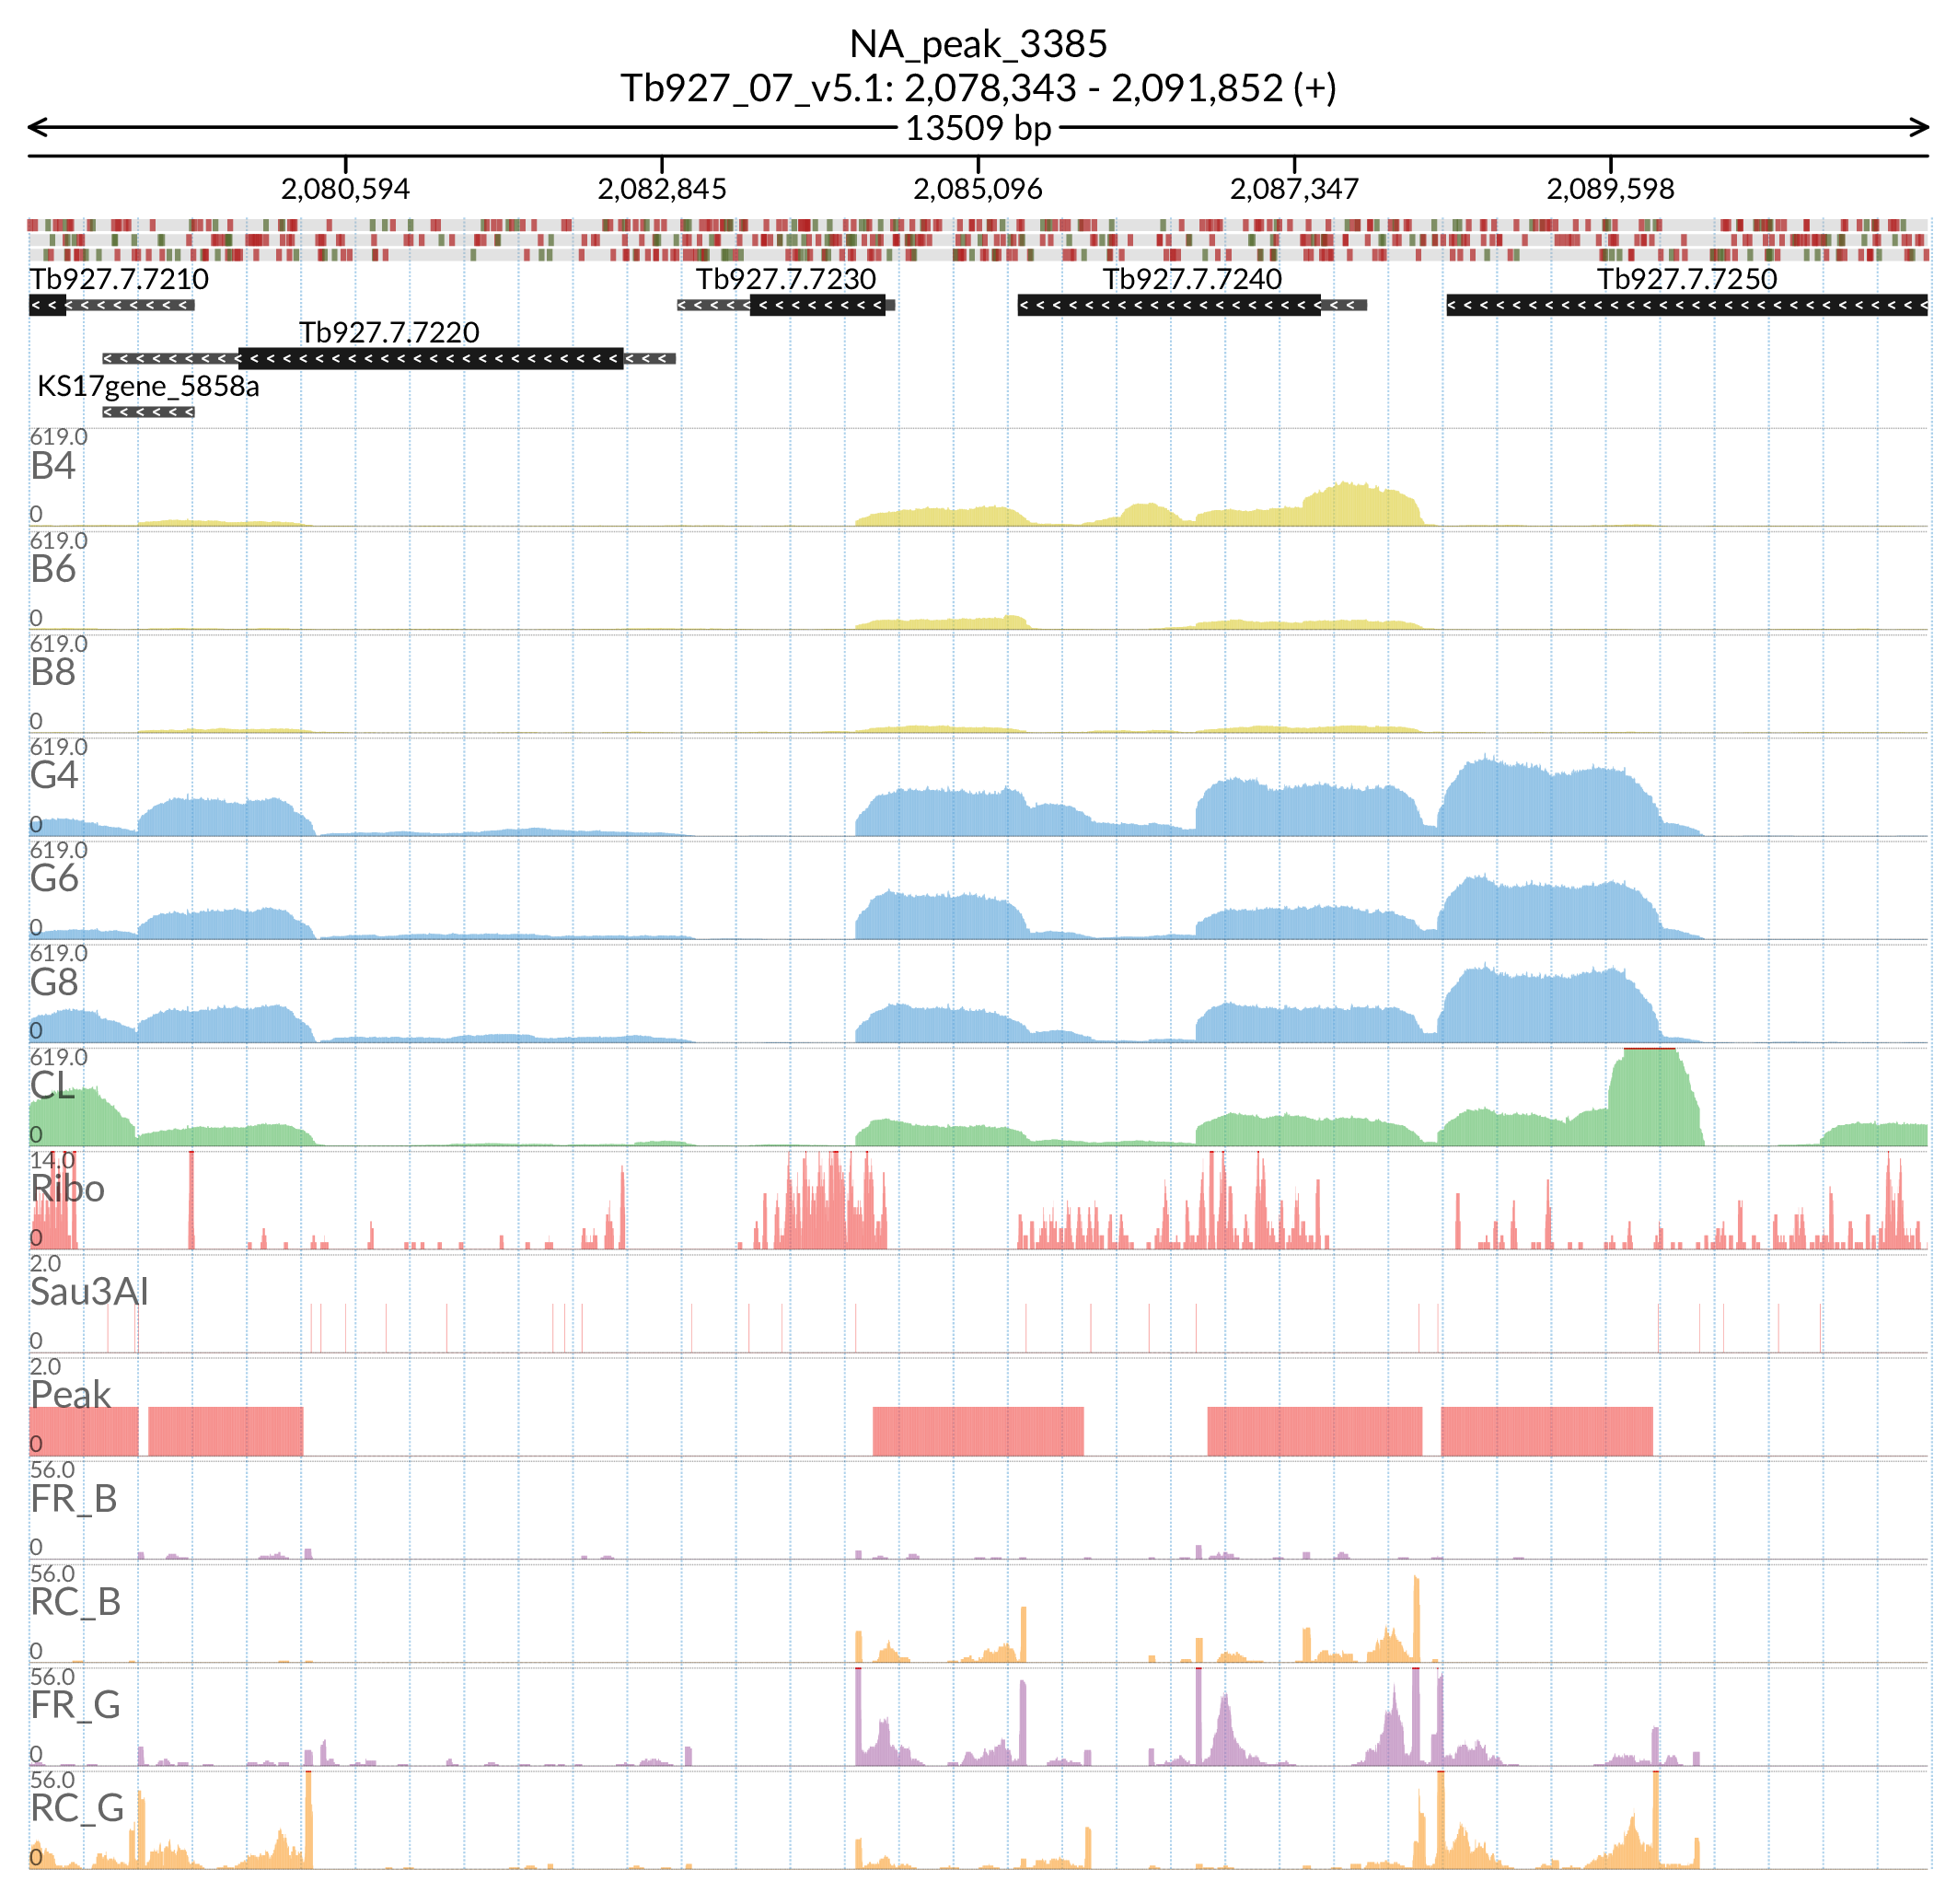 NA_peak_3385
Tb927_07_v5.1: 2,078,343 - 2,091,852 (+)
13509 bp
2,080,594 2,082,845 2,085,096 2,087,347 2,089,598
Tb927.7.7210 Tb927.7.7230 Tb927.7.7240 Tb927.7.7250
Tb927.7.7220
KS17gene_5858a
619.0
B4
0
619.0
B6
0
619.0
B8
0
619.0
G4
0
619.0
G6
0
619.0
G8
0
619.0
CL
0
14.0
Ribo
0
2.0
Sau3AI
0
2.0
Peak
0
56.0
FR_B
0
56.0
RC_B
0
56.0
FR_G
0
56.0
RC_G
0